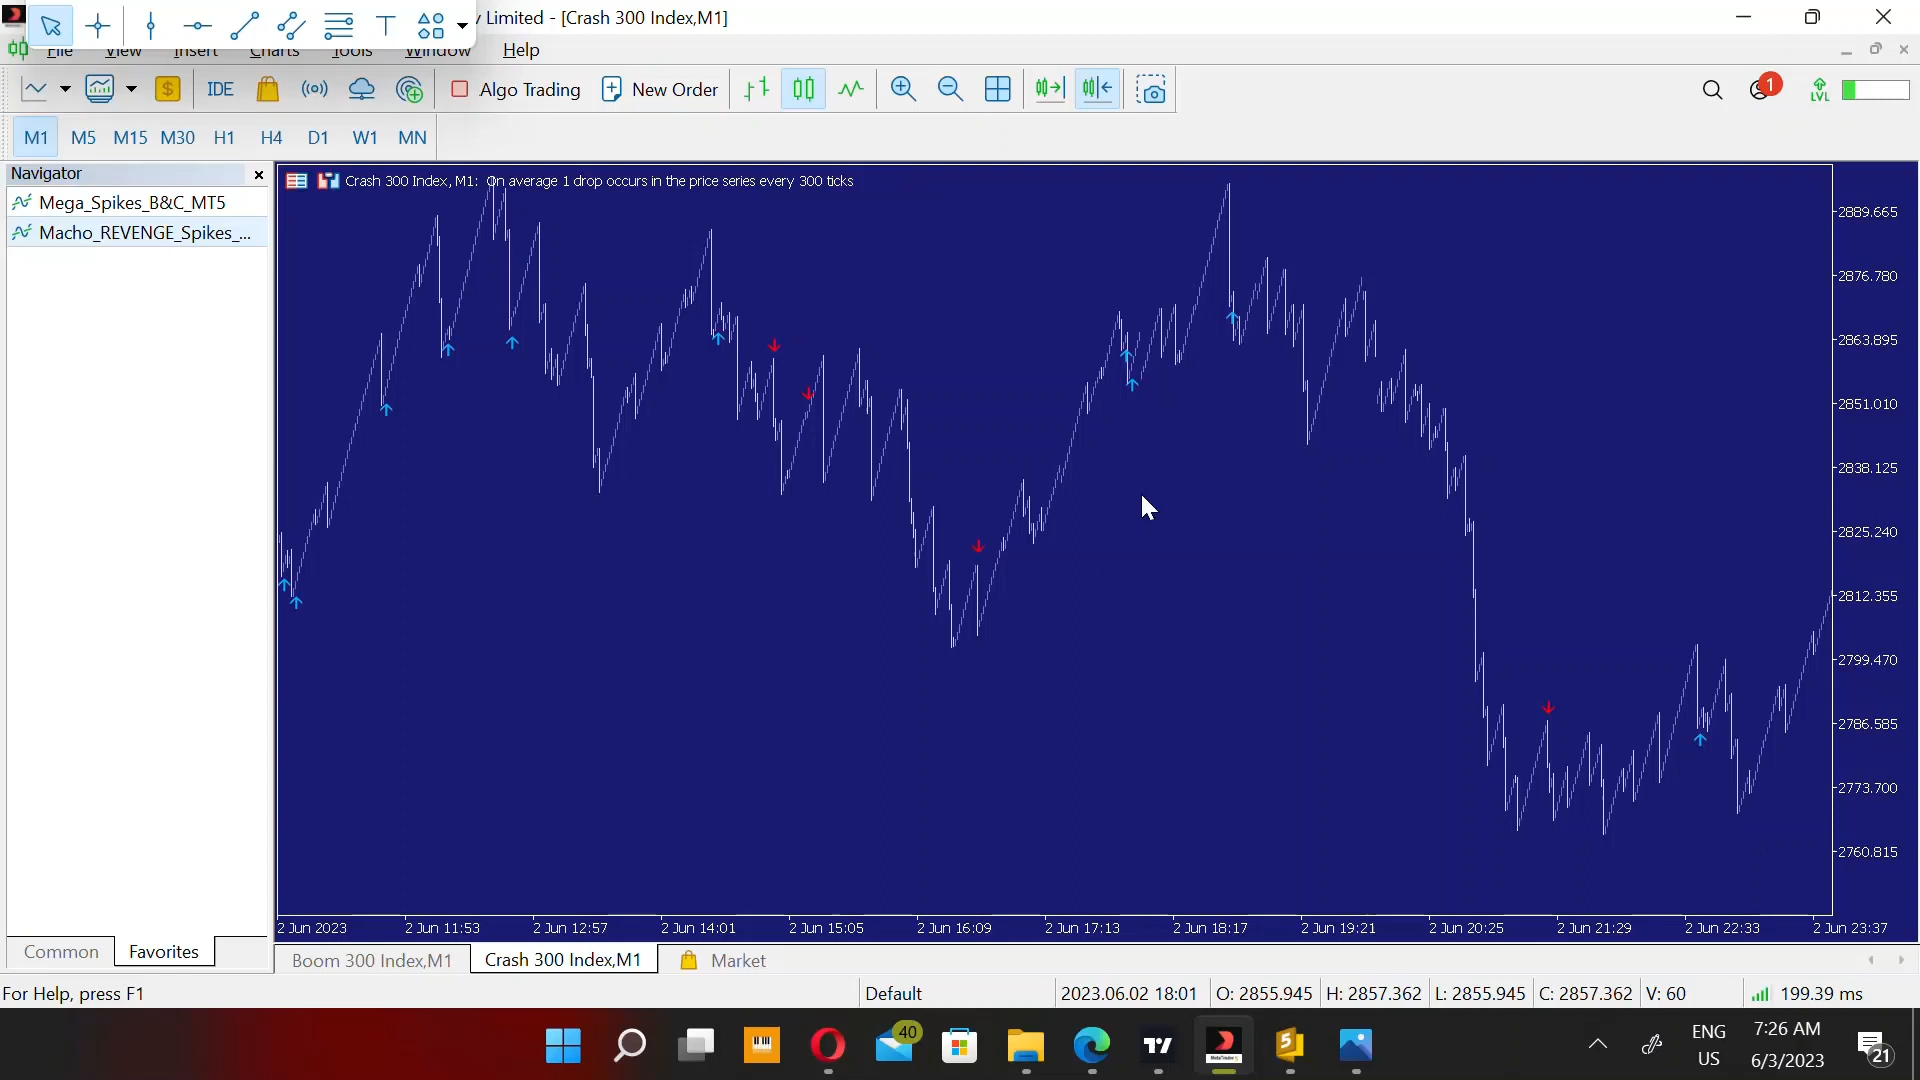 y Limited - [Crash 300 Index,M1]
File View Insert Charts Tools Window Help
IDE Algo Trading New Order 1 LVL
M1 M5 M15 M30 H1 H4 D1 W1 MN
Navigator
Mega_Spikes_B&C_MT5
Macho_REVENGE_Spikes_...
Common Favorites
Crash 300 Index, M1: On average 1 drop occurs in the price series every 300 ticks
2889.665
2876.780
2863.895
2851.010
2838.125
2825.240
2812.355
2799.470
2786.585
2773.700
2760.815
2 Jun 2023 2 Jun 11:53 2 Jun 12:57 2 Jun 14:01 2 Jun 15:05 2 Jun 16:09 2 Jun 17:13 2 Jun 18:17 2 Jun 19:21 2 Jun 20:25 2 Jun 21:29 2 Jun 22:33 2 Jun 23:37
Boom 300 Index,M1 Crash 300 Index,M1 Market
For Help, press F1 Default 2023.06.02 18:01 O: 2855.945 H: 2857.362 L: 2855.945 C: 2857.362 V: 60 199.39 ms
40 5 ENG US 7:26 AM 6/3/2023 21